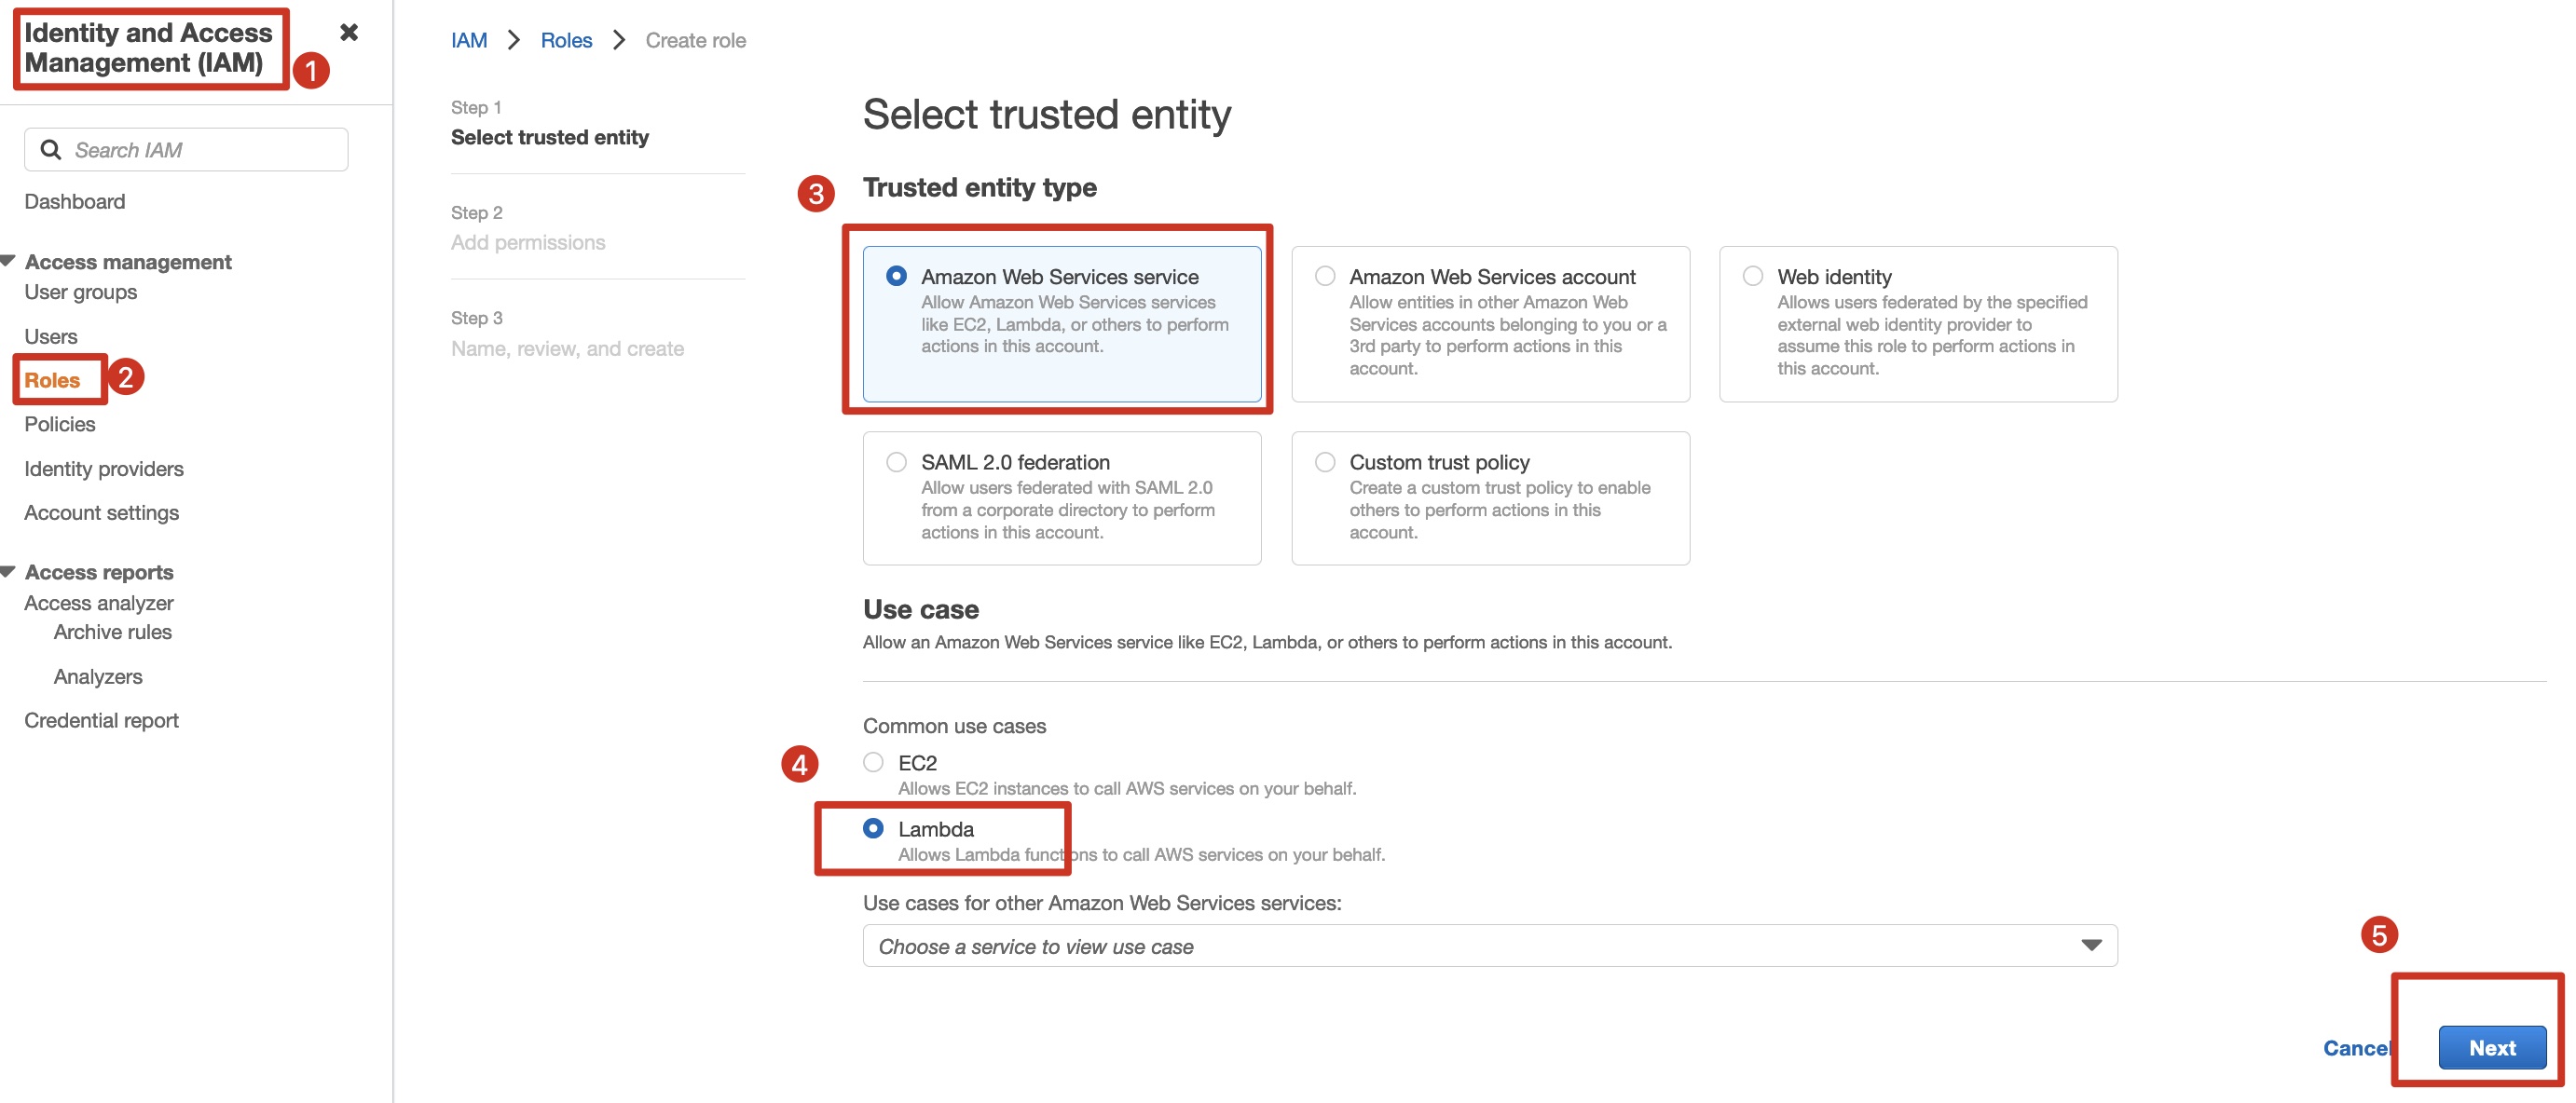 Identity and Access
Management (IAM)
1
Search IAM
Dashboard
Access management
User groups
Users
Roles
2
Policies
Identity providers
Account settings
Access reports
Access analyzer
Archive rules
Analyzers
Credential report
IAM
Roles
Create role
Step 1
Select trusted entity
Step 2
Add permissions
Step 3
Name, review, and create
Select trusted entity
3
Trusted entity type
Amazon Web Services service
Allow Amazon Web Services services
like EC2, Lambda, or others to perform
actions in this account.
Amazon Web Services account
Allow entities in other Amazon Web
Services accounts belonging to you or a
3rd party to perform actions in this
account.
Web identity
Allows users federated by the specified
external web identity provider to
assume this role to perform actions in
this account.
SAML 2.0 federation
Allow users federated with SAML 2.0
from a corporate directory to perform
actions in this account.
Custom trust policy
Create a custom trust policy to enable
others to perform actions in this
account.
Use case
Allow an Amazon Web Services service like EC2, Lambda, or others to perform actions in this account.
Common use cases
4
EC2
Allows EC2 instances to call AWS services on your behalf.
Lambda
Allows Lambda functions to call AWS services on your behalf.
Use cases for other Amazon Web Services services:
Choose a service to view use case
5
Cancel
Next